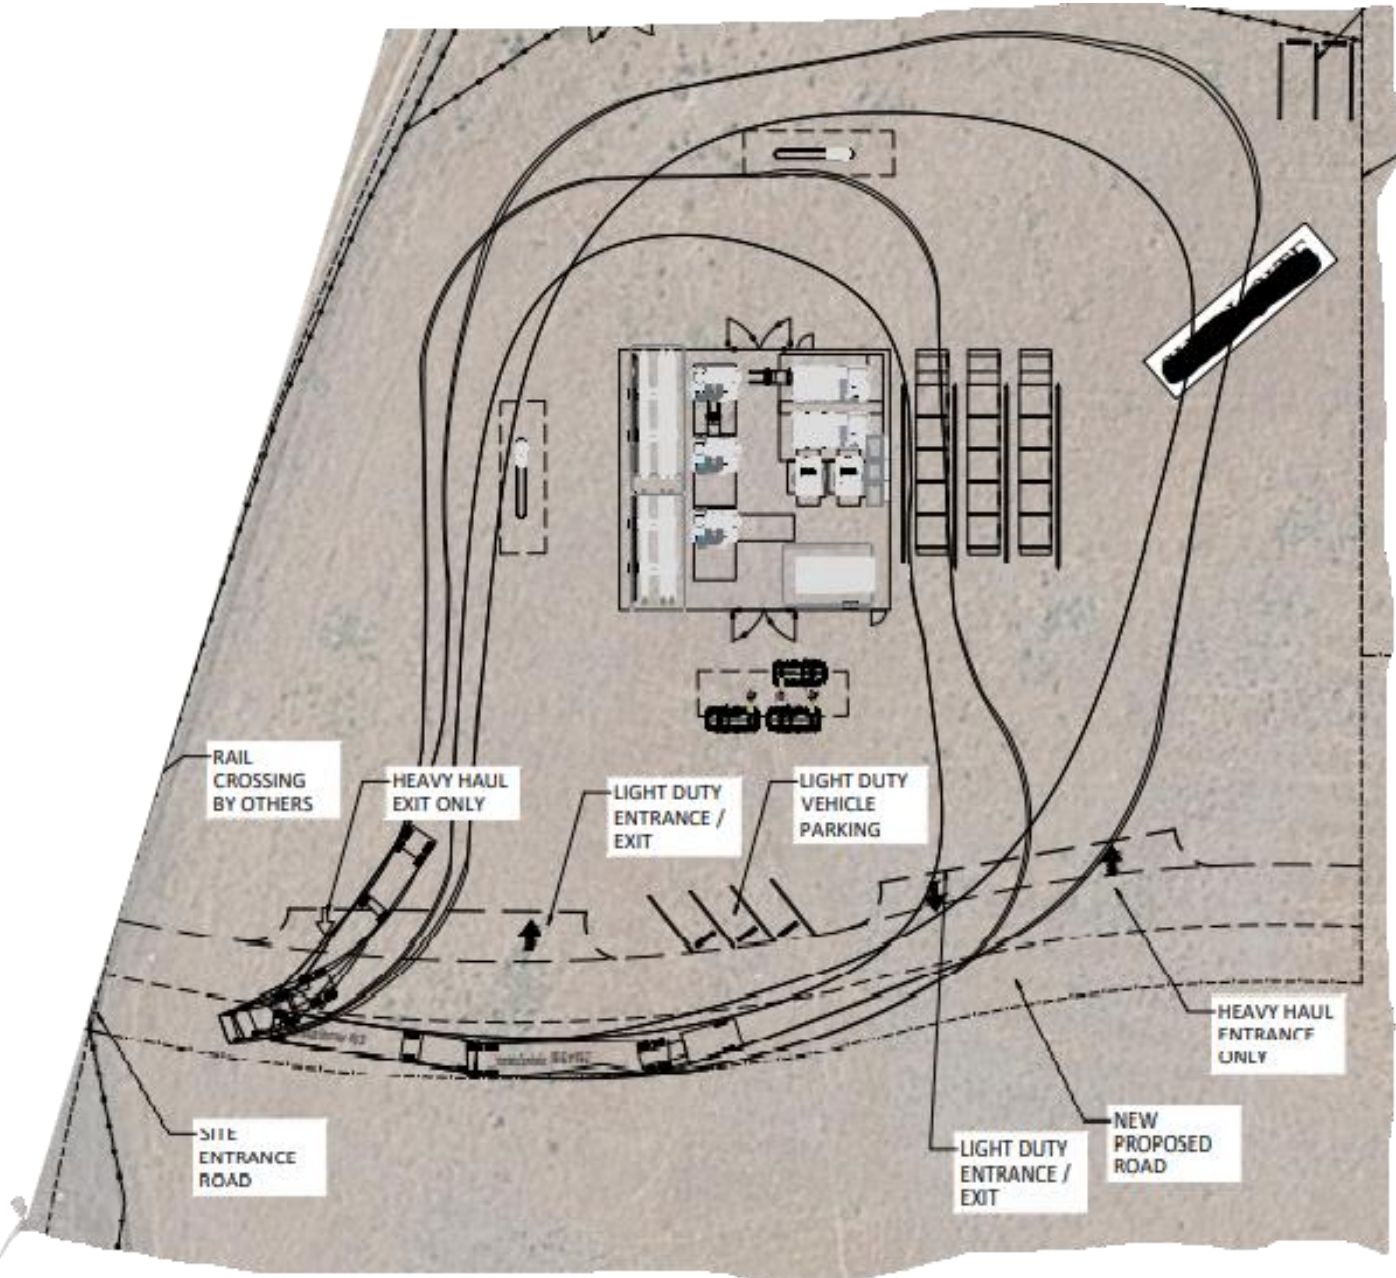 RAIL
CROSSING
BY OTHERS
HEAVY HAUL
EXIT ONLY
LIGHT DUTY
ENTRANCE /
EXIT
LIGHT DUTY
VEHICLE
PARKING
HEAVY HAUL
ENTRANCE
ONLY
SITE
ENTRANCE
ROAD
LIGHT DUTY
ENTRANCE /
EXIT
NEW
PROPOSED
ROAD